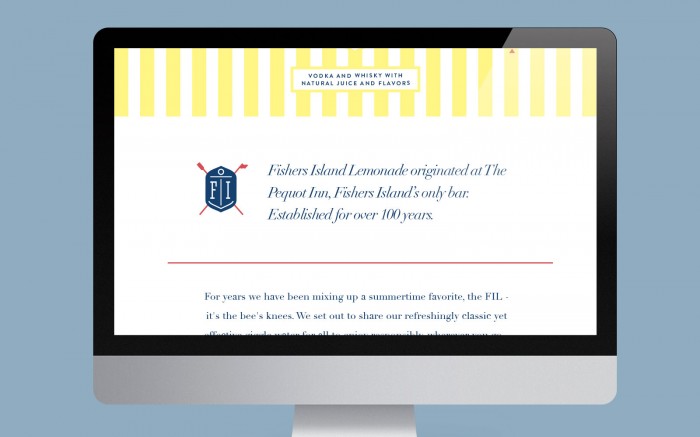 VODKA AND WHISKY WITH
NATURAL JUICE AND FLAVORS
F I
Fishers Island Lemonade originated at The
Pequot Inn, Fishers Island's only bar.
Established for over 100 years.
For years we have been mixing up a summertime favorite, the FIL -
it's the bee's knees. We set out to share our refreshingly classic yet